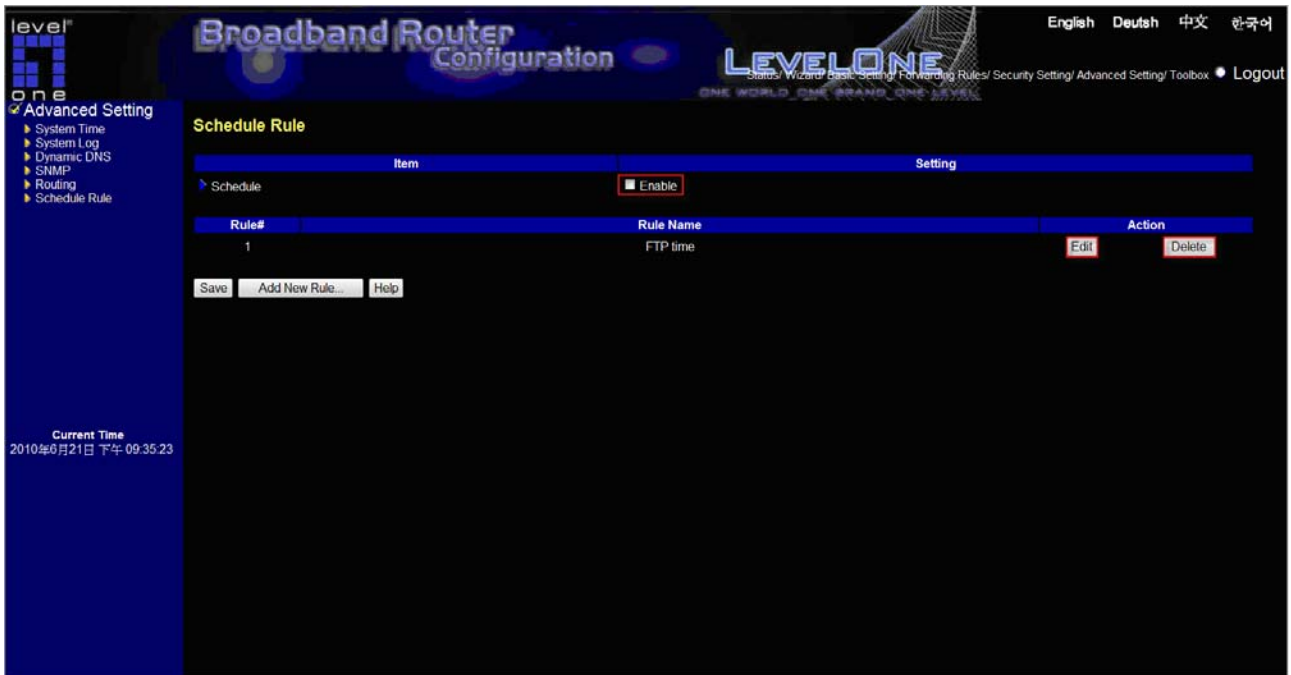 level
one
Broadband Router
Configuration
LEVELONE
ONE WORLD ONE BRAND ONE LEVEL
English Deutsh 中文 한국어
Status/ Wizard/ Basic Setting/ Forwarding Rules/ Security Setting/ Advanced Setting/ Toolbox Logout
Advanced Setting
System Time
System Log
Dynamic DNS
SNMP
Routing
Schedule Rule
Current Time
2010年6月21日 下午 09:35:23
Schedule Rule
Item Setting
Schedule Enable
Rule# Rule Name Action
1 FTP time Edit Delete
Save Add New Rule... Help